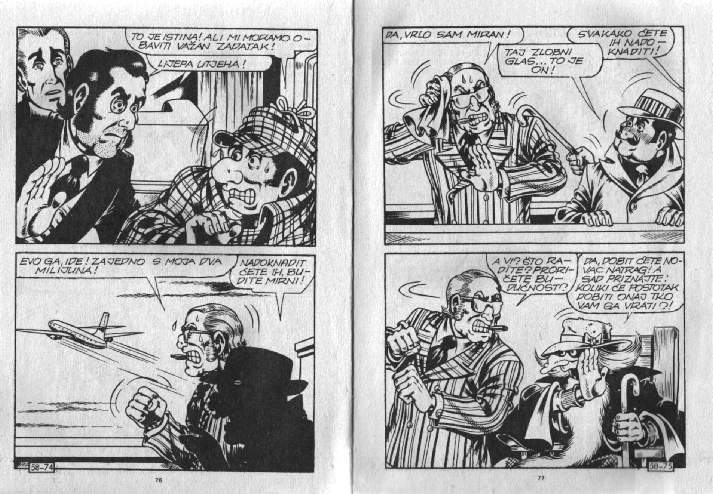 TO JE ISTINA! ALI MI MORAMO O-
BAVITI VAŽAN ZADATAK!
LIJEPA UTJEHA!
EVO GA, IDE! ZAJEDNO S MOJA DVA
MILIJUNA!
NADOKNADIT
ĆETE IH, BU-
DITE MIRNI!
58-74
76
DA, VRLO SAM MIRAN!
TAJ ZLOBNI
GLAS... TO JE
ON!
SVAKAKO ĆETE
IH NADO-
KNADITI!
A VI? ŠTO RA-
DITE? PRORI-
ČETE BU-
DUĆNOST?
DA, DOBIT ĆETE NO-
VAC NATRAG! A
SAD PRIZNAJTE:
KOLIKI ĆE POSTOTAK
DOBITI ONAJ TKO
VAM GA VRATI?!
58-75
77